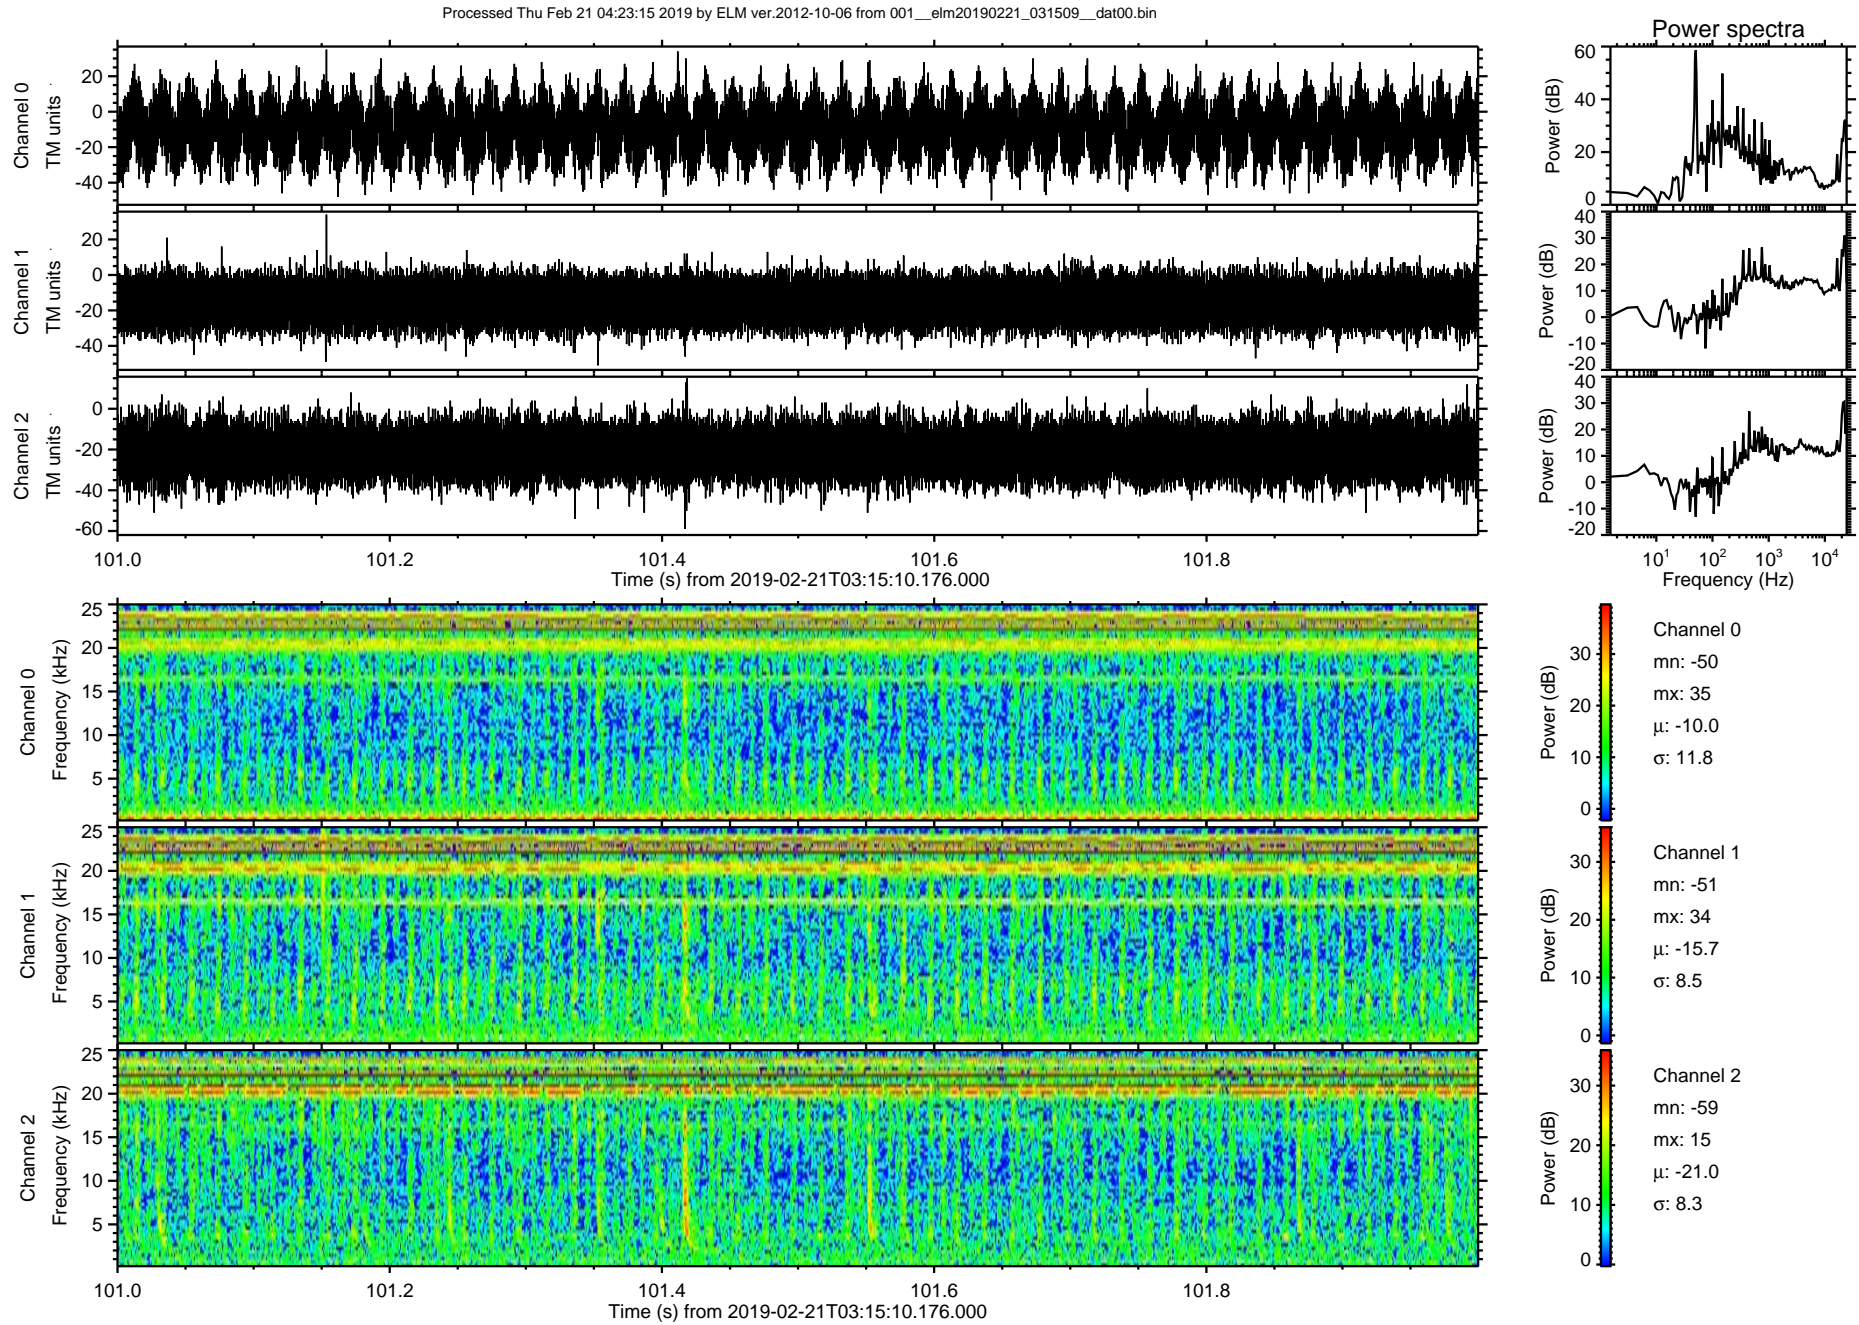 Processed Thu Feb 21 04:23:15 2019 by ELM ver.2012-10-06 from 001__elm20190221_031509__dat00.bin
Power spectra
Channel 0
TM units
20
0
-20
-40
Power (dB)
60
40
20
0
Channel 1
TM units
20
0
-20
-40
Power (dB)
40
30
20
10
0
-10
-20
Channel 2
TM units
0
-20
-40
-60
Power (dB)
40
30
20
10
0
-10
-20
101.0 101.2 101.4 101.6 101.8
Time (s) from 2019-02-21T03:15:10.176.000
10¹ 10² 10³ 10⁴
Frequency (Hz)
Channel 0
Frequency (kHz)
25
20
15
10
5
Power (dB)
30
20
10
0
Channel 0
mn: -50
mx: 35
μ: -10.0
σ: 11.8
Channel 1
Frequency (kHz)
25
20
15
10
5
Power (dB)
30
20
10
0
Channel 1
mn: -51
mx: 34
μ: -15.7
σ: 8.5
Channel 2
Frequency (kHz)
25
20
15
10
5
Power (dB)
30
20
10
0
Channel 2
mn: -59
mx: 15
μ: -21.0
σ: 8.3
101.0 101.2 101.4 101.6 101.8
Time (s) from 2019-02-21T03:15:10.176.000